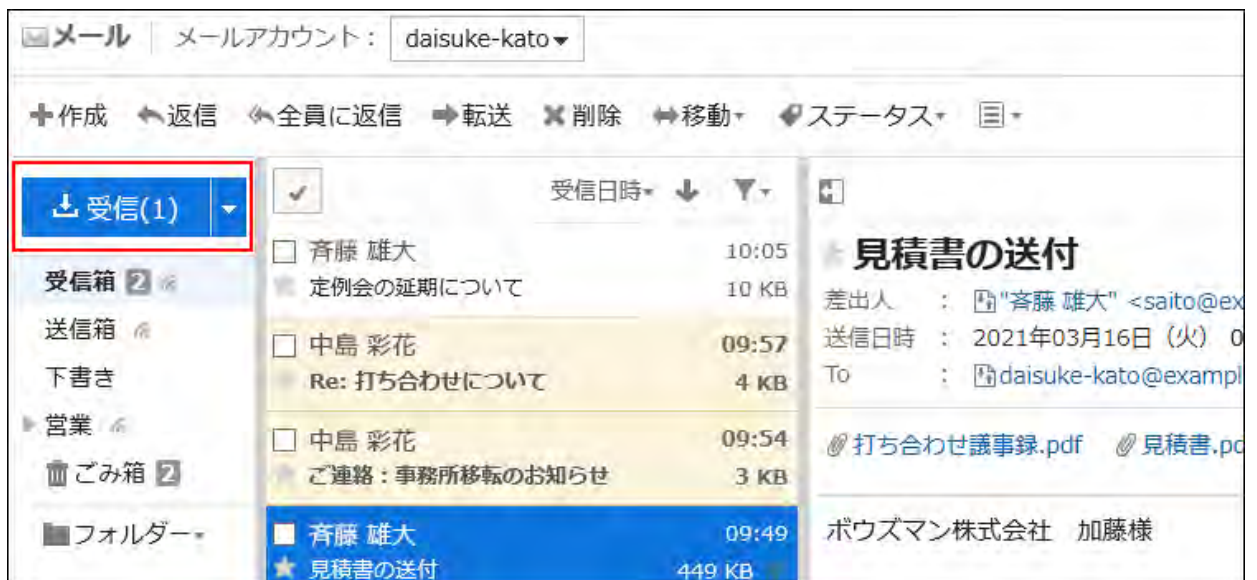 メール メールアカウント： daisuke-kato
作成 返信 全員に返信 転送 削除 移動 ステータス
受信(1)
受信箱 2
送信箱
下書き
営業
ごみ箱 2
フォルダー
受信日時
斉藤 雄大 10:05
定例会の延期について 10 KB
中島 彩花 09:57
Re: 打ち合わせについて 4 KB
中島 彩花 09:54
ご連絡：事務所移転のお知らせ 3 KB
斉藤 雄大 09:49
見積書の送付 449 KB
見積書の送付
差出人 ： "斉藤 雄大" <saito@ex
送信日時 ： 2021年03月16日（火） 0
To ： daisuke-kato@exampl
打ち合わせ議事録.pdf 見積書.pd
ボウズマン株式会社 加藤様